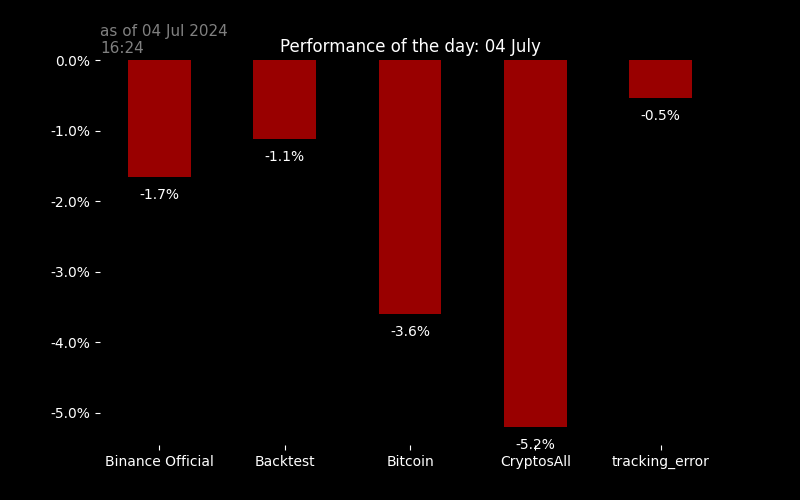 as of 04 Jul 2024
16:24
Performance of the day: 04 July
0.0%
-1.0%
-2.0%
-3.0%
-4.0%
-5.0%
-1.7%
-1.1%
-3.6%
-5.2%
-0.5%
Binance Official
Backtest
Bitcoin
CryptosAll
tracking_error